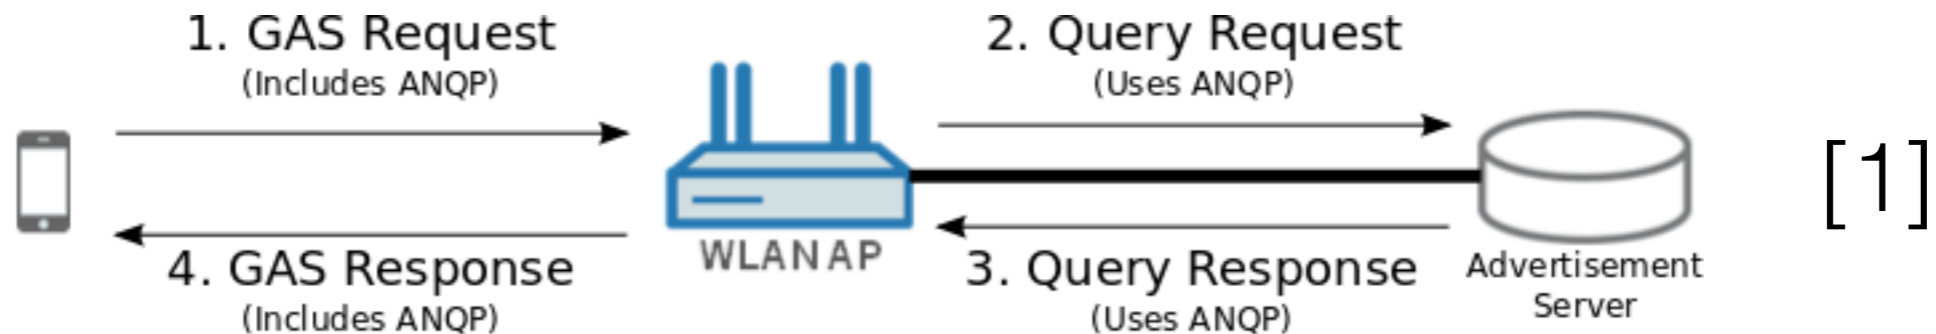 1. GAS Request
(Includes ANQP)
2. Query Request
(Uses ANQP)
WLAN AP
4. GAS Response
(Includes ANQP)
3. Query Response
(Uses ANQP)
Advertisement
Server
[1]